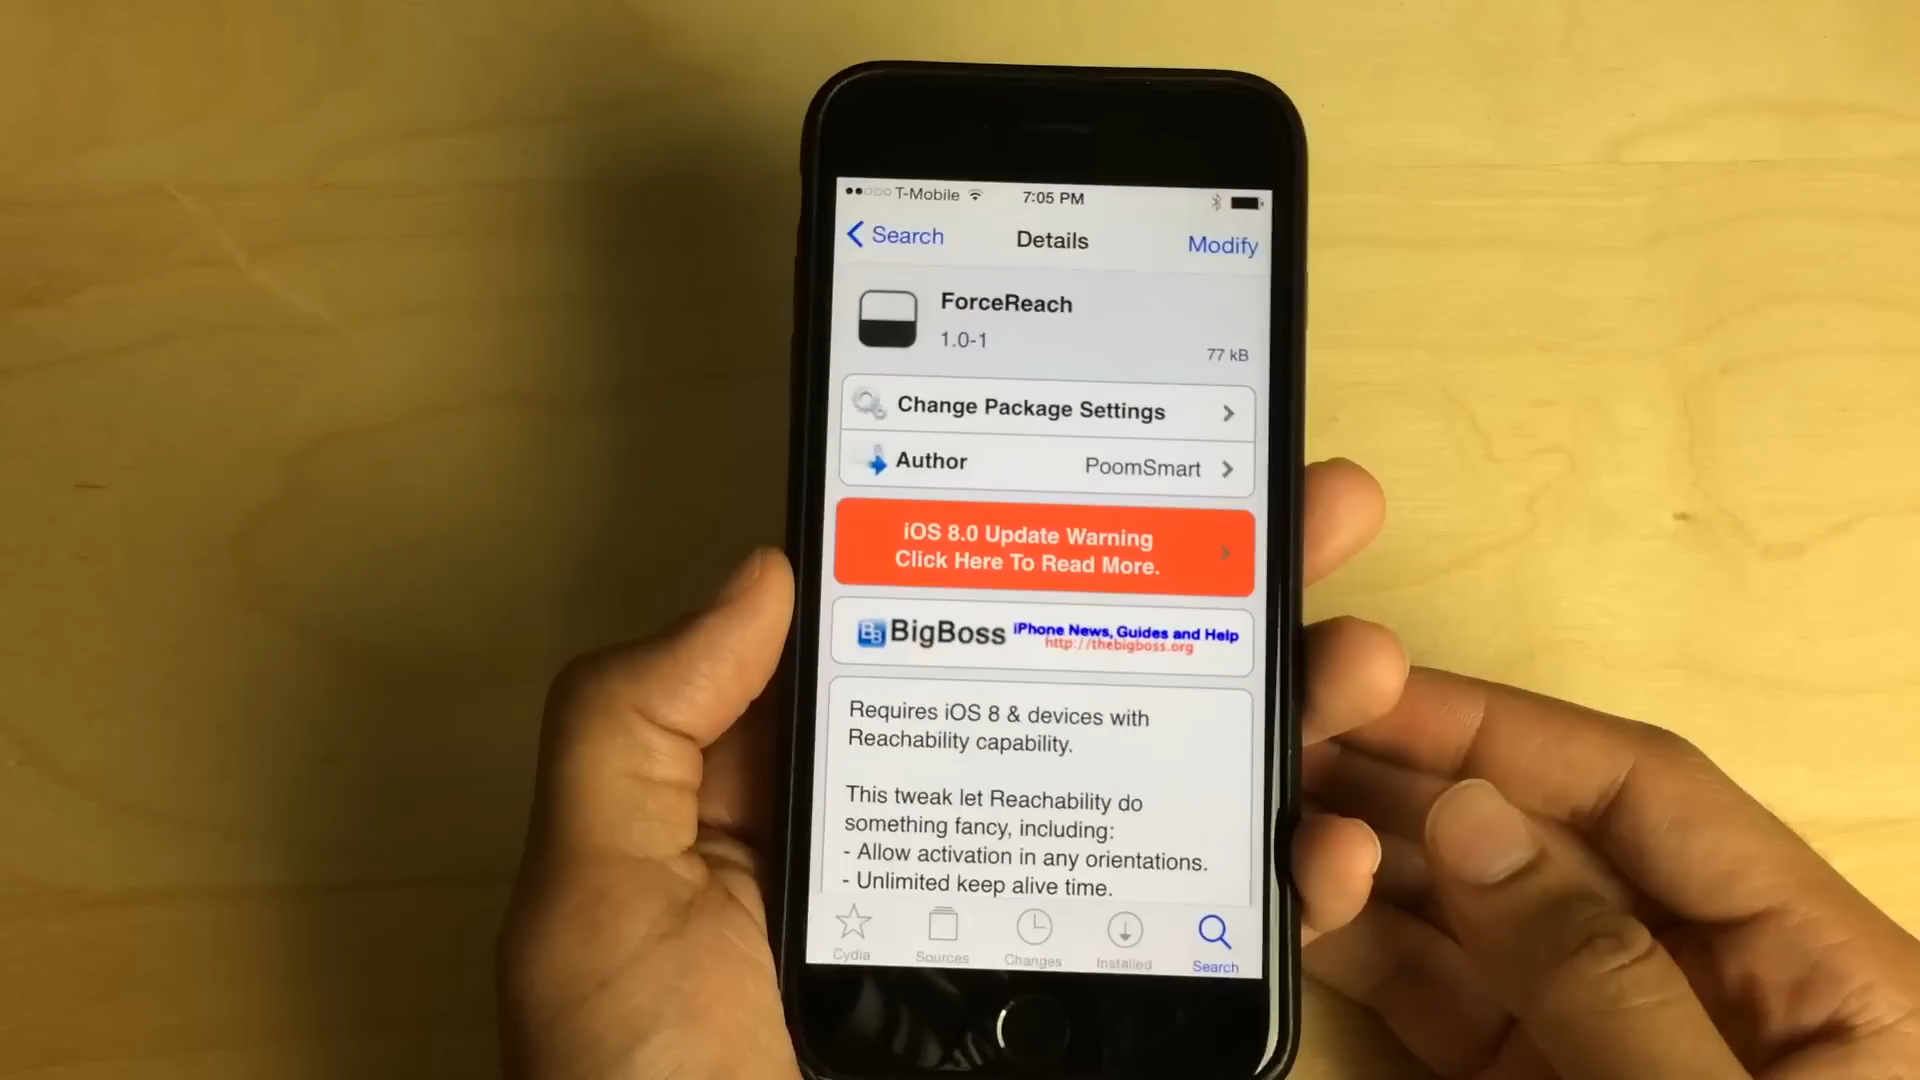 T-Mobile 7:05 PM
Search Details Modify
ForceReach
1.0-1
77 kB
Change Package Settings
Author PoomSmart
iOS 8.0 Update Warning
Click Here To Read More.
BB BigBoss iPhone News, Guides and Help
http://thebigboss.org
Requires iOS 8 & devices with
Reachability capability.
This tweak let Reachability do
something fancy, including:
- Allow activation in any orientations.
- Unlimited keep alive time.
Cydia Sources Changes Installed Search